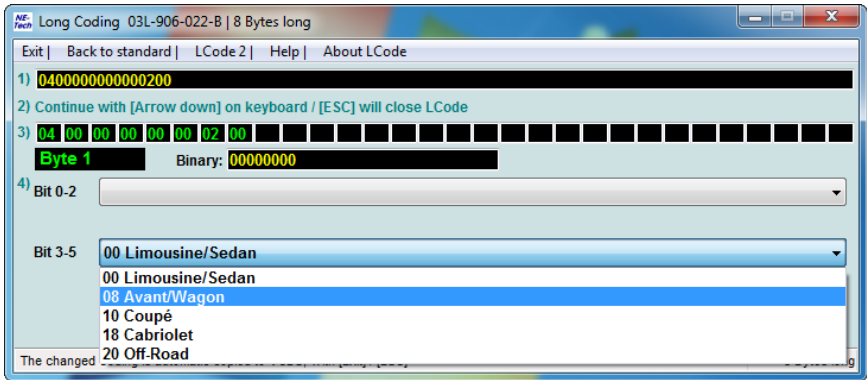 NE-Tech Long Coding 03L-906-022-B | 8 Bytes long
Exit | Back to standard | LCode 2 | Help | About LCode
1) 0400000000000200
2) Continue with [Arrow down] on keyboard / [ESC] will close LCode
3) 04 00 00 00 00 00 02 00
Byte 1 Binary: 00000000
4) Bit 0-2
Bit 3-5 00 Limousine/Sedan
00 Limousine/Sedan
08 Avant/Wagon
10 Coupé
18 Cabriolet
20 Off-Road
The changed long